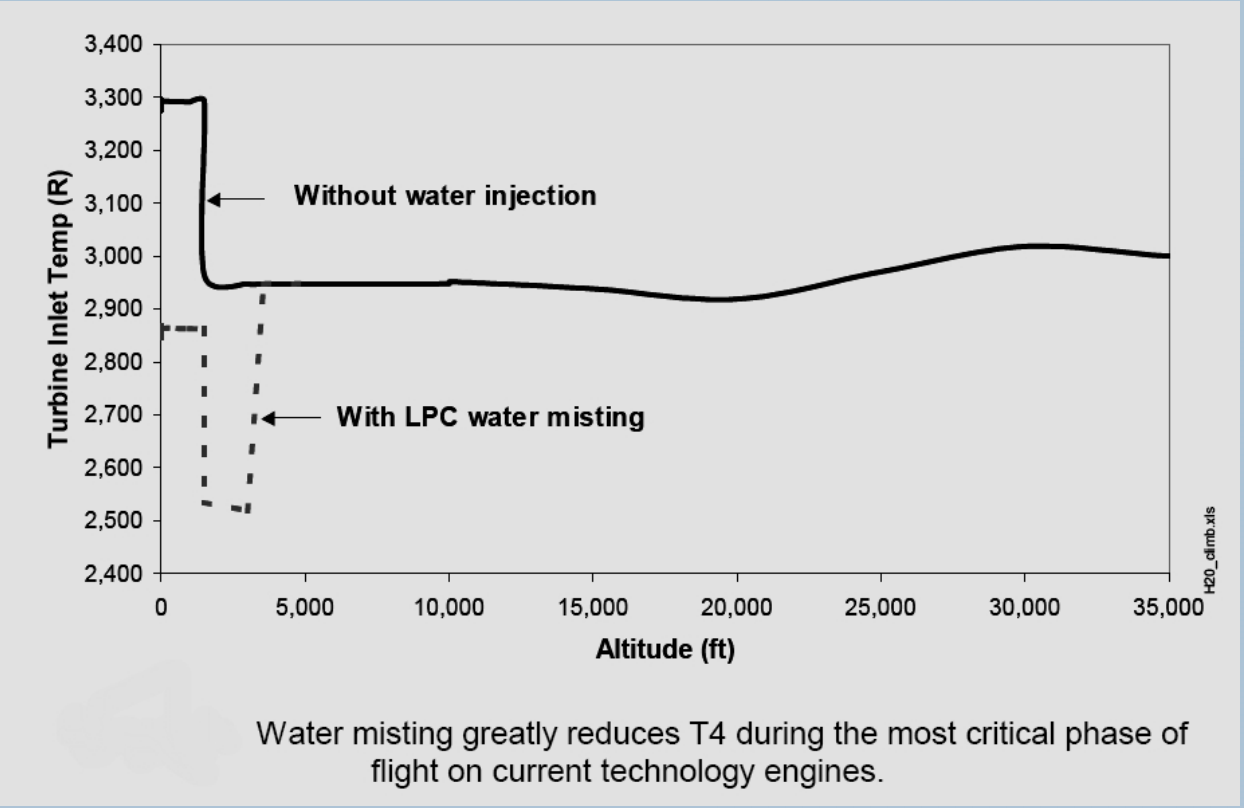 3,400
3,300
3,200
3,100
3,000
2,900
2,800
2,700
2,600
2,500
2,400
Turbine Inlet Temp (R)
Without water injection
With LPC water misting
0 5,000 10,000 15,000 20,000 25,000 30,000 35,000
Altitude (ft)
H20_climb.xls
Water misting greatly reduces T4 during the most critical phase of
flight on current technology engines.